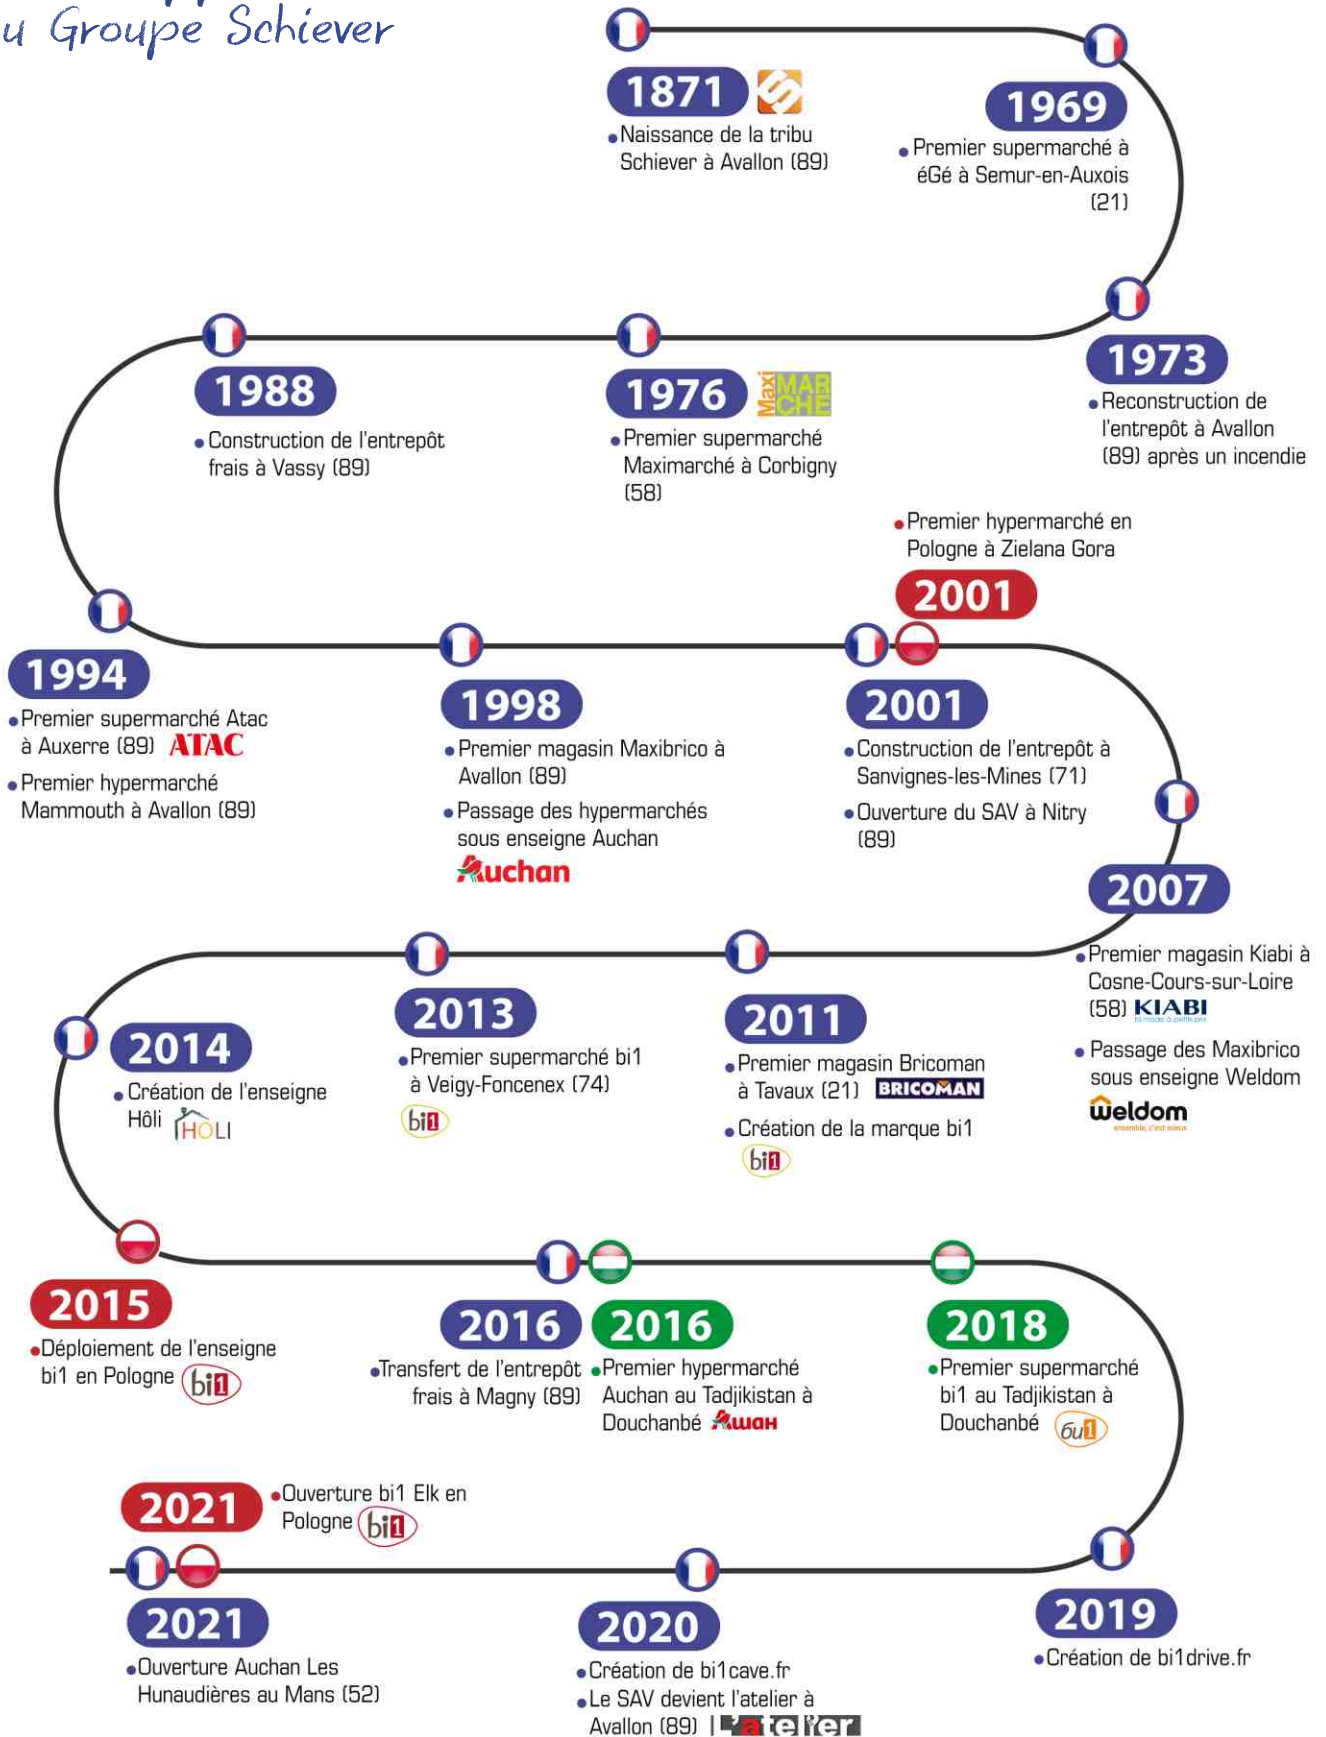 u Groupe Schiever
1871
Naissance de la tribu
Schiever à Avallon (89)
1969
Premier supermarché à
éGé à Semur-en-Auxois
(21)
1973
Reconstruction de
l'entrepôt à Avallon
(89) après un incendie
1976
Maxi
MAR
CHE
Premier supermarché
Maximarché à Corbigny
(58)
1988
Construction de l'entrepôt
frais à Vassy (89)
1994
Premier supermarché Atac
à Auxerre (89) ATAC
Premier hypermarché
Mammouth à Avallon (89)
1998
Premier magasin Maxibrico à
Avallon (89)
Passage des hypermarchés
sous enseigne Auchan
Auchan
Premier hypermarché en
Pologne à Zielana Gora
2001
2001
Construction de l'entrepôt à
Sanvignes-les-Mines (71)
Ouverture du SAV à Nitry
(89)
2007
Premier magasin Kiabi à
Cosne-Cours-sur-Loire
(58) KIABI
la mode à petits prix
Passage des Maxibrico
sous enseigne Weldom
weldom
ensemble, c'est mieux
2011
Premier magasin Bricoman
à Tavaux (21) BRICOMAN
Création de la marque bi1
bi1
2013
Premier supermarché bi1
à Veigy-Foncenex (74)
bi1
2014
Création de l'enseigne
Hôli HOLI
2015
Déploiement de l'enseigne
bi1 en Pologne bi1
2016
Transfert de l'entrepôt
frais à Magny (89)
2016
Premier hypermarché
Auchan au Tadjikistan à
Douchanbé Ашан
2018
Premier supermarché
bi1 au Tadjikistan à
Douchanbé би1
2019
Création de bi1drive.fr
2020
Création de bi1cave.fr
Le SAV devient l'atelier à
Avallon (89) L'atelier
2021
Ouverture bi1 Elk en
Pologne bi1
2021
Ouverture Auchan Les
Hunaudières au Mans (52)